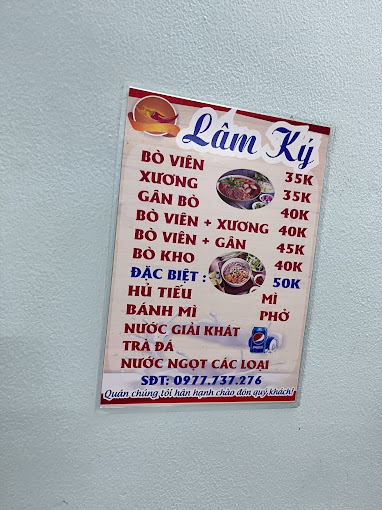 Lâm Ký
BÒ VIÊN 35K
XƯƠNG 35K
GÂN BÒ 40K
BÒ VIÊN + XƯƠNG 40K
BÒ VIÊN + GÂN 45K
BÒ KHO 40K
ĐẶC BIỆT : 50K
HỦ TIẾU MÌ
BÁNH MÌ PHỞ
NƯỚC GIẢI KHÁT
TRÀ ĐÁ
NƯỚC NGỌT CÁC LOẠI
SĐT: 0977.737.276
Quán chúng tôi hân hạnh chào đón quý khách!